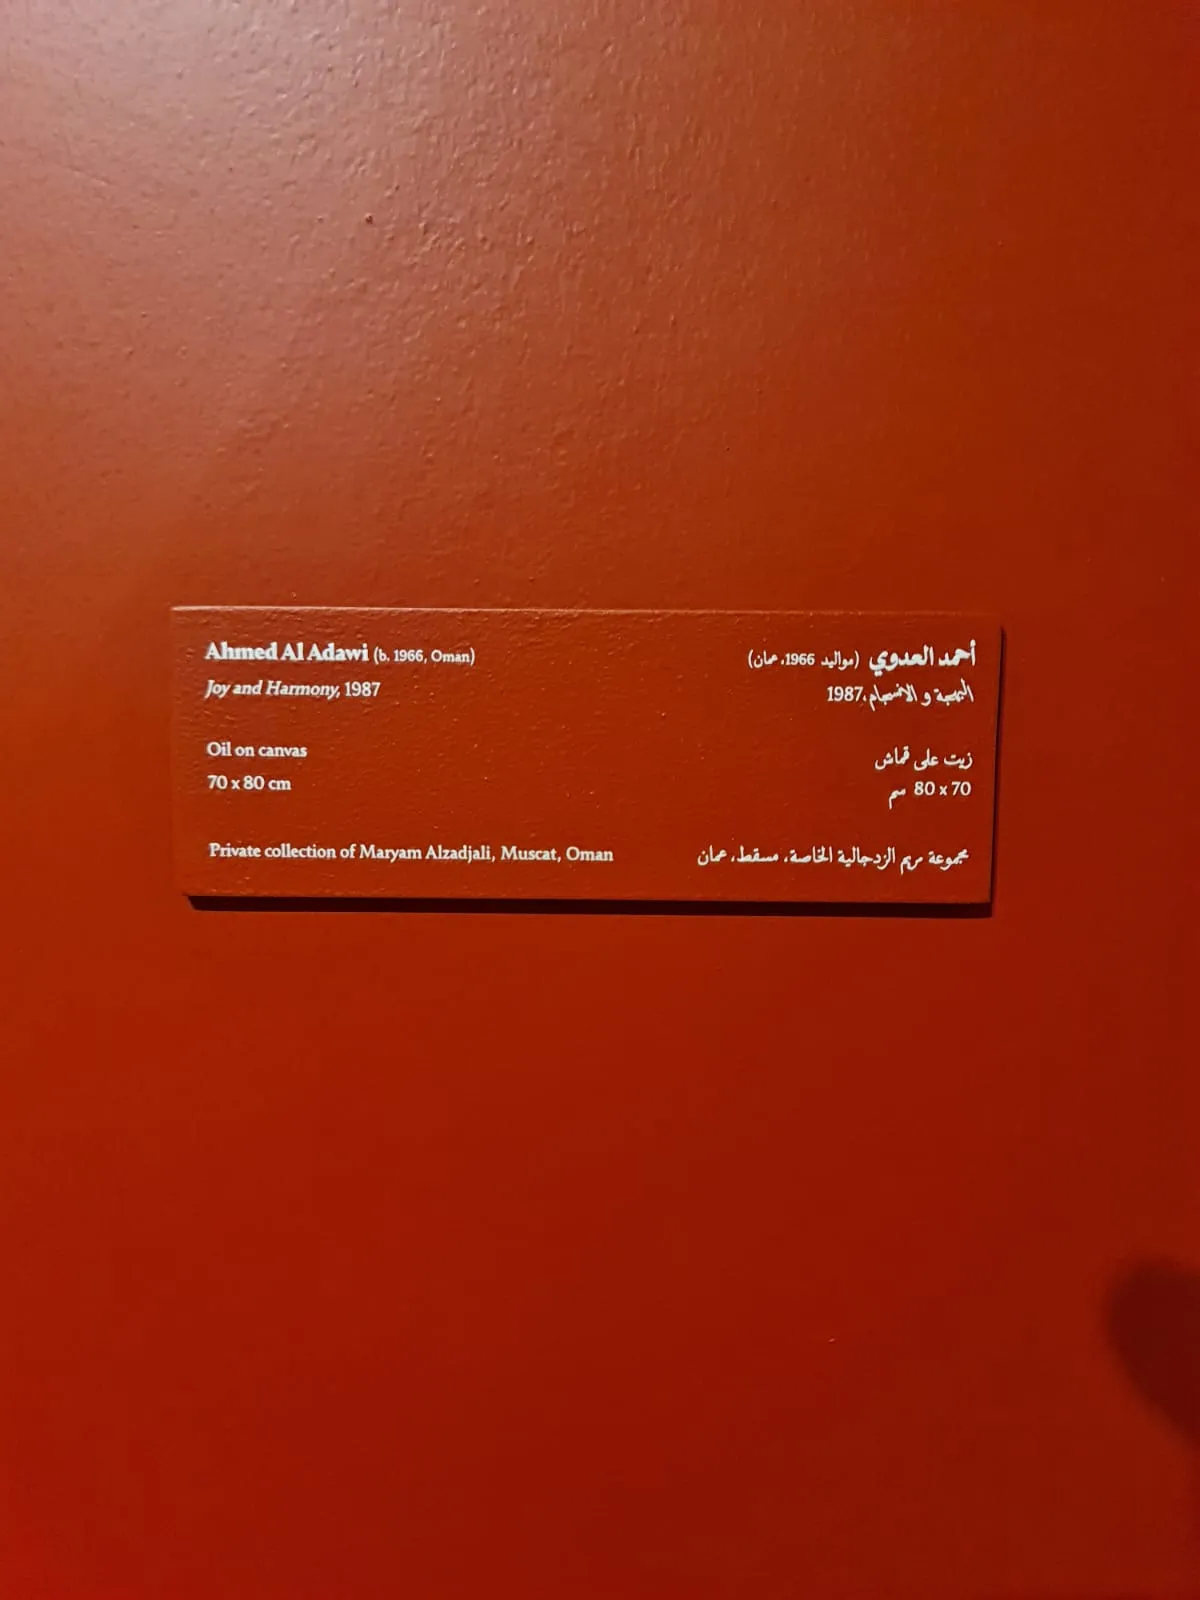 Ahmed Al Adawi (b. 1966, Oman)
Joy and Harmony, 1987
Oil on canvas
70 x 80 cm
Private collection of Maryam Alzadjali, Muscat, Oman
أحمد العدوي (مواليد 1966، عمان)
البهجة و الانسجام، 1987
زيت على قماش
70 x 80 سم
مجموعة مريم الزدجالية الخاصة، مسقط، عمان